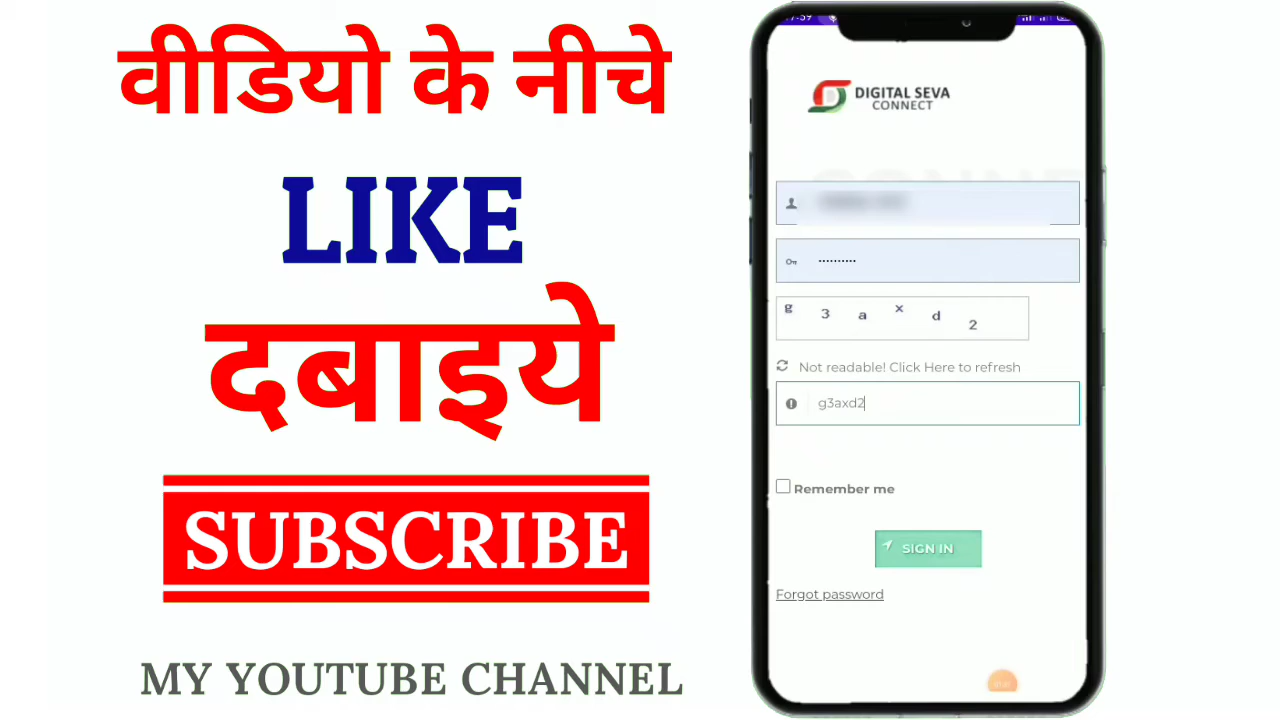 वीडियो के नीचे
LIKE
दबाइये
SUBSCRIBE
MY YOUTUBE CHANNEL
DIGITAL SEVA
CONNECT
g 3 a x d 2
Not readable! Click Here to refresh
g3axd2
Remember me
SIGN IN
Forgot password